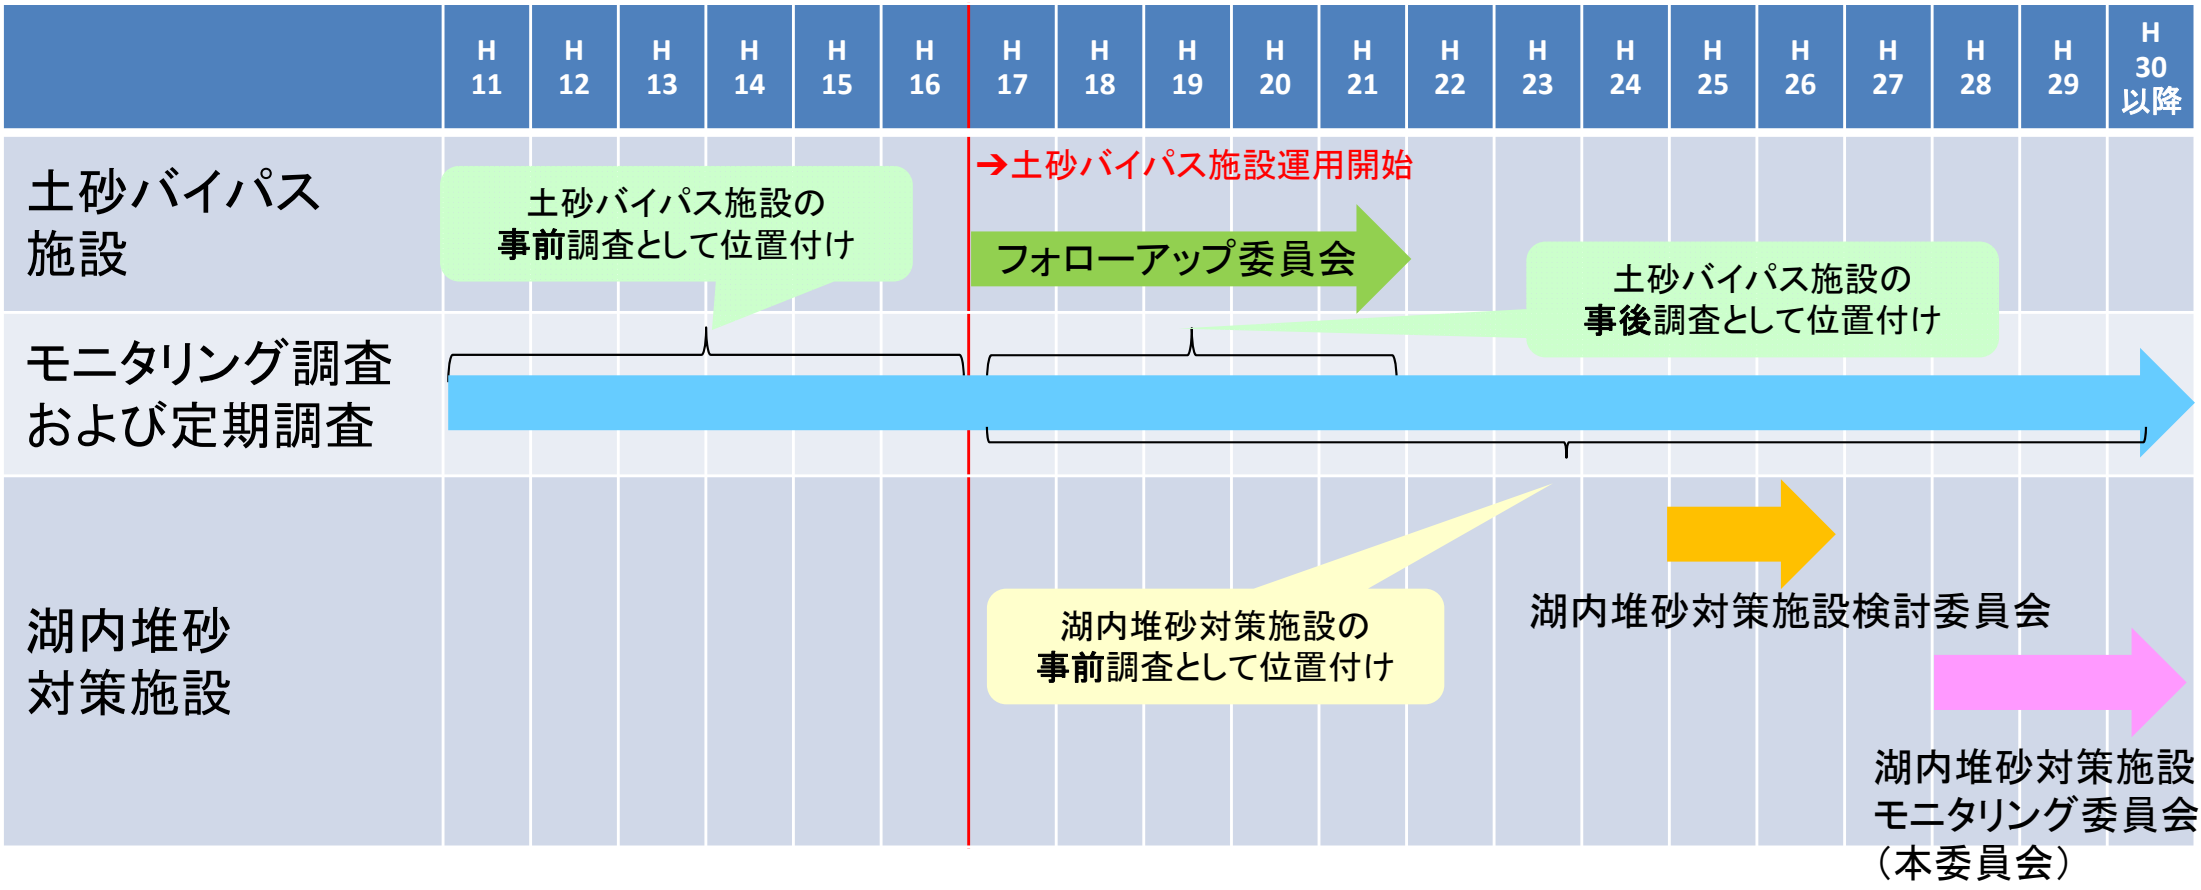 H
11
H
12
H
13
H
14
H
15
H
16
H
17
H
18
H
19
H
20
H
21
H
22
H
23
H
24
H
25
H
26
H
27
H
28
H
29
H
30
以降
土砂バイパス
施設
土砂バイパス施設の
事前調査として位置付け
➔土砂バイパス施設運用開始
フォローアップ委員会
土砂バイパス施設の
事後調査として位置付け
モニタリング調査
および定期調査
湖内堆砂
対策施設
湖内堆砂対策施設の
事前調査として位置付け
湖内堆砂対策施設検討委員会
湖内堆砂対策施設
モニタリング委員会
（本委員会）